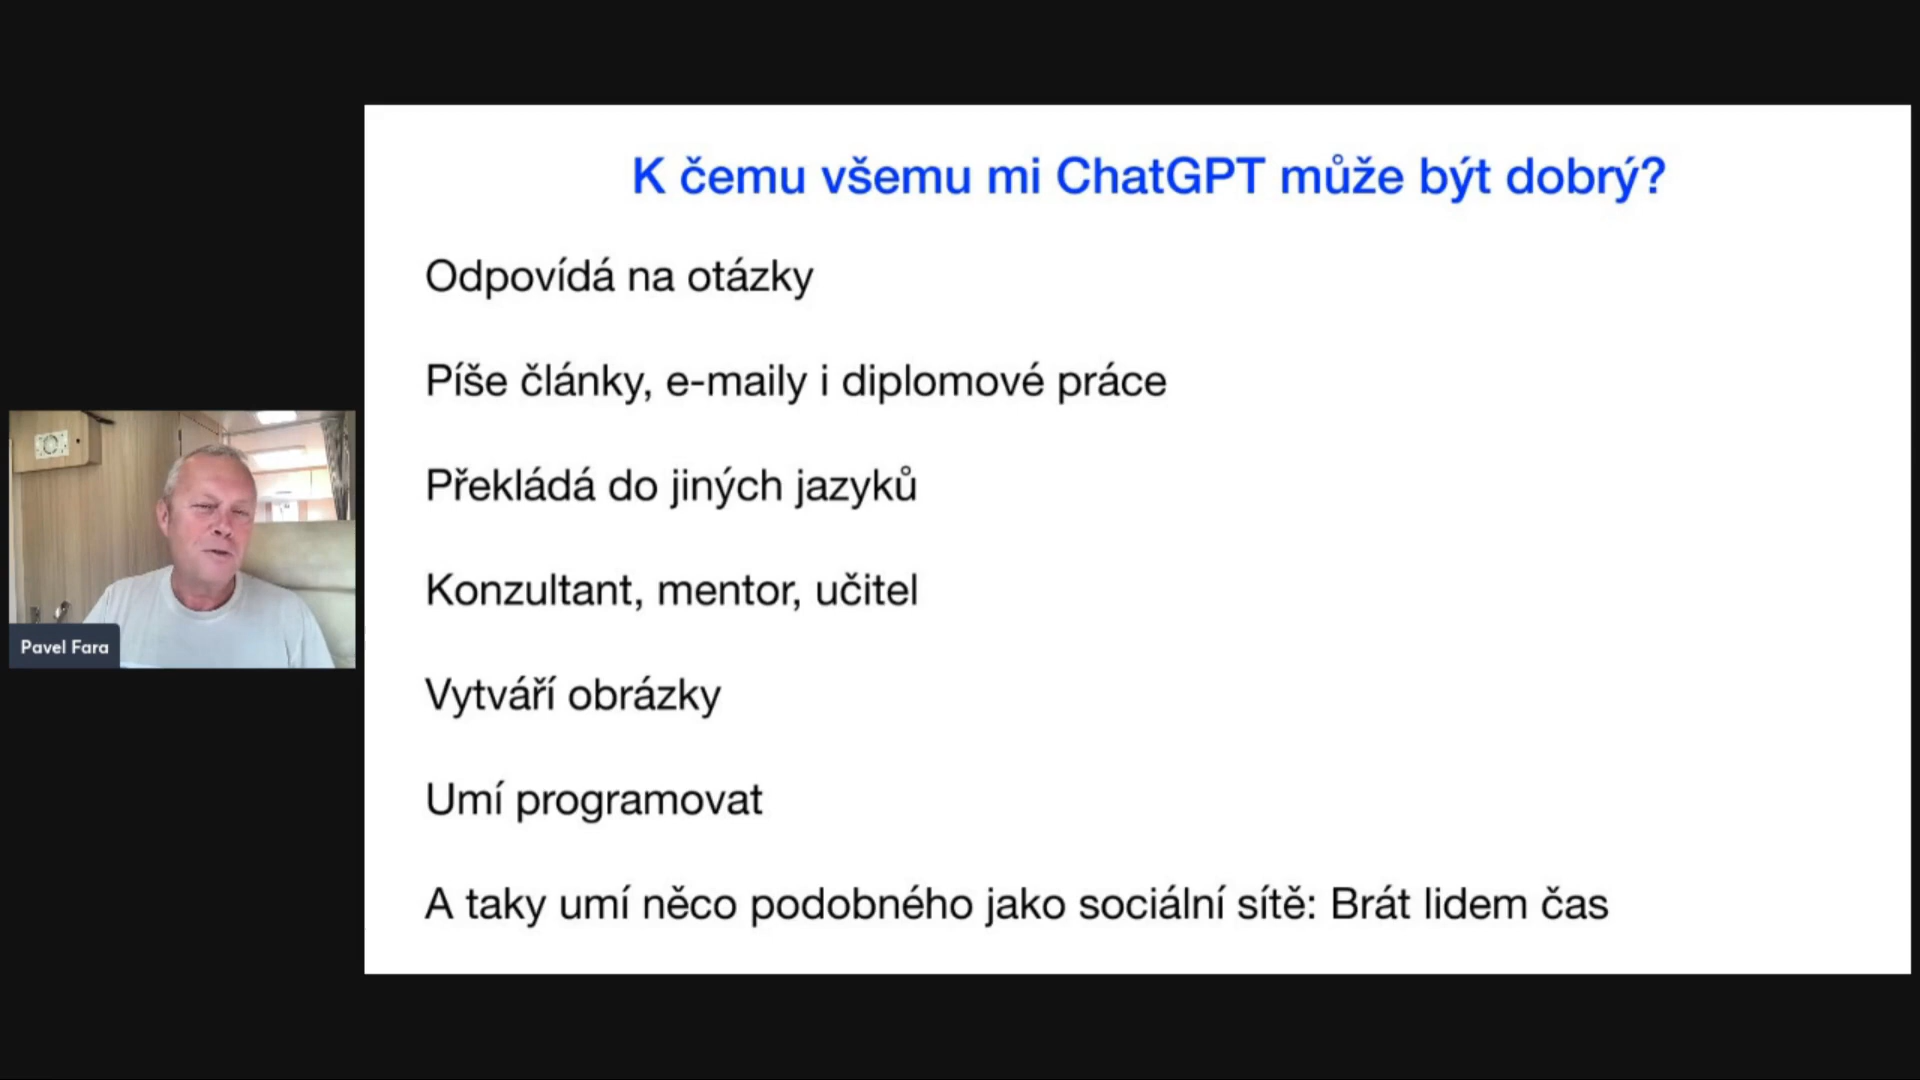 K čemu všemu mi ChatGPT může být dobrý?
Odpovídá na otázky
Píše články, e-maily i diplomové práce
Překládá do jiných jazyků
Konzultant, mentor, učitel
Vytváří obrázky
Umí programovat
A taky umí něco podobného jako sociální sítě: Brát lidem čas
Pavel Fara